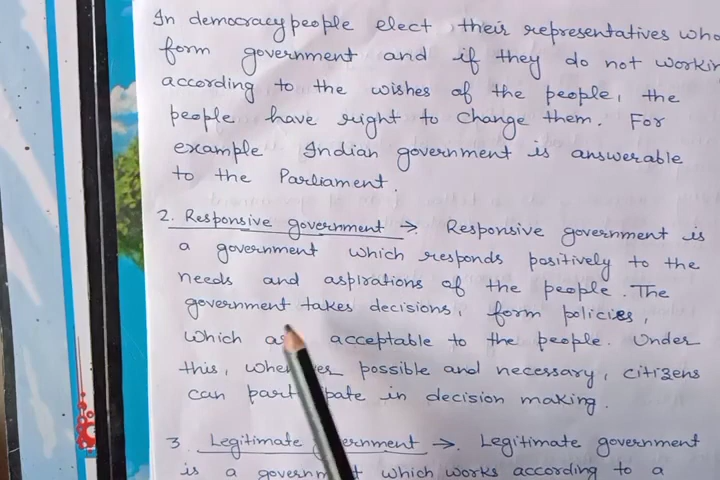 In democracy people elect their representatives who
form government and if they do not workin
according to the wishes of the people, the
people have right to change them. For
example Indian government is answerable
to the Parliament.
2. Responsive government →. Responsive government is
a government which responds positively to the
needs and aspirations of the people. The
government takes decisions, form policies,
which acceptable to the people. Under
this, possible and necessary, citizens
can in decision making.
3. Legitimate →. Legitimate government
is a which works according to a